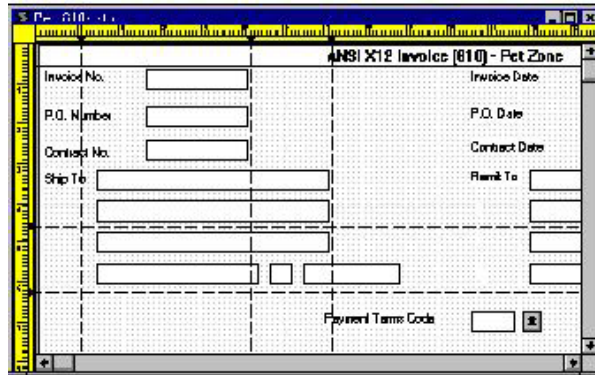 ANSI X12 Invoice (810) - Pet Zone
Invoice No. Invoice Date
P.O. Number P.O. Date
Contract No. Contract Date
Ship To Remit To
Payment Terms Code